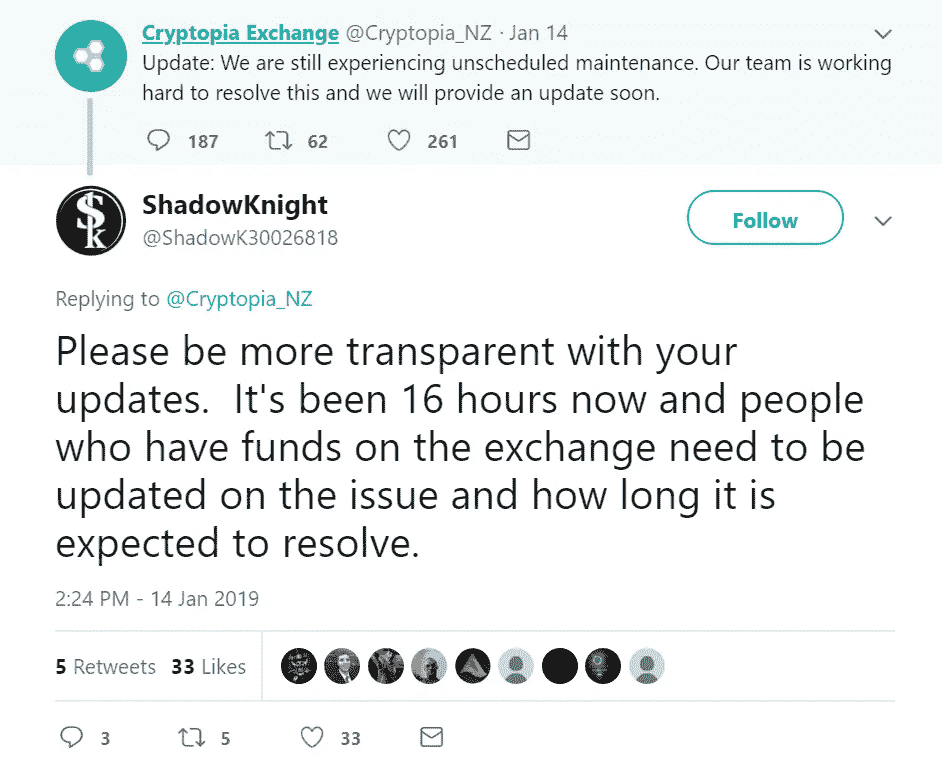 Cryptopia Exchange @Cryptopia_NZ · Jan 14
Update: We are still experiencing unscheduled maintenance. Our team is working
hard to resolve this and we will provide an update soon.
187 62 261
$ k
ShadowKnight
Follow
@ShadowK30026818
Replying to @Cryptopia_NZ
Please be more transparent with your
updates.  It's been 16 hours now and people
who have funds on the exchange need to be
updated on the issue and how long it is
expected to resolve.
2:24 PM - 14 Jan 2019
5 Retweets 33 Likes
3 5 33